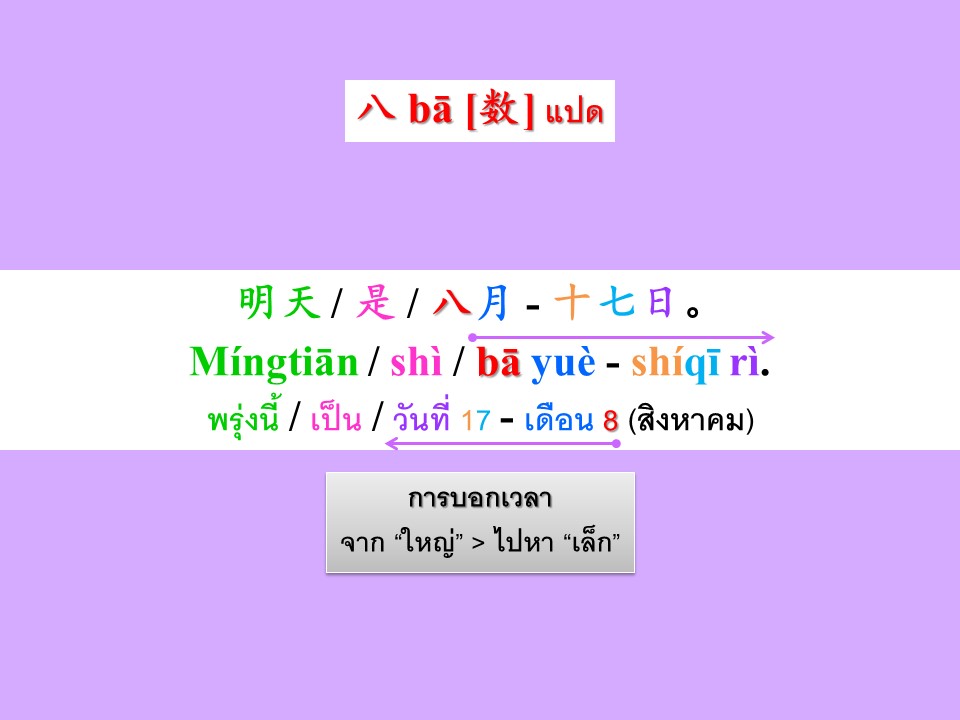 八 bā [数] แปด
明天 / 是 / 八月 - 十七日。
Míngtiān / shì / bā yuè - shíqī rì.
พรุ่งนี้ / เป็น / วันที่ 17 - เดือน 8 (สิงหาคม)
การบอกเวลา
จาก “ใหญ่” > ไปหา “เล็ก”